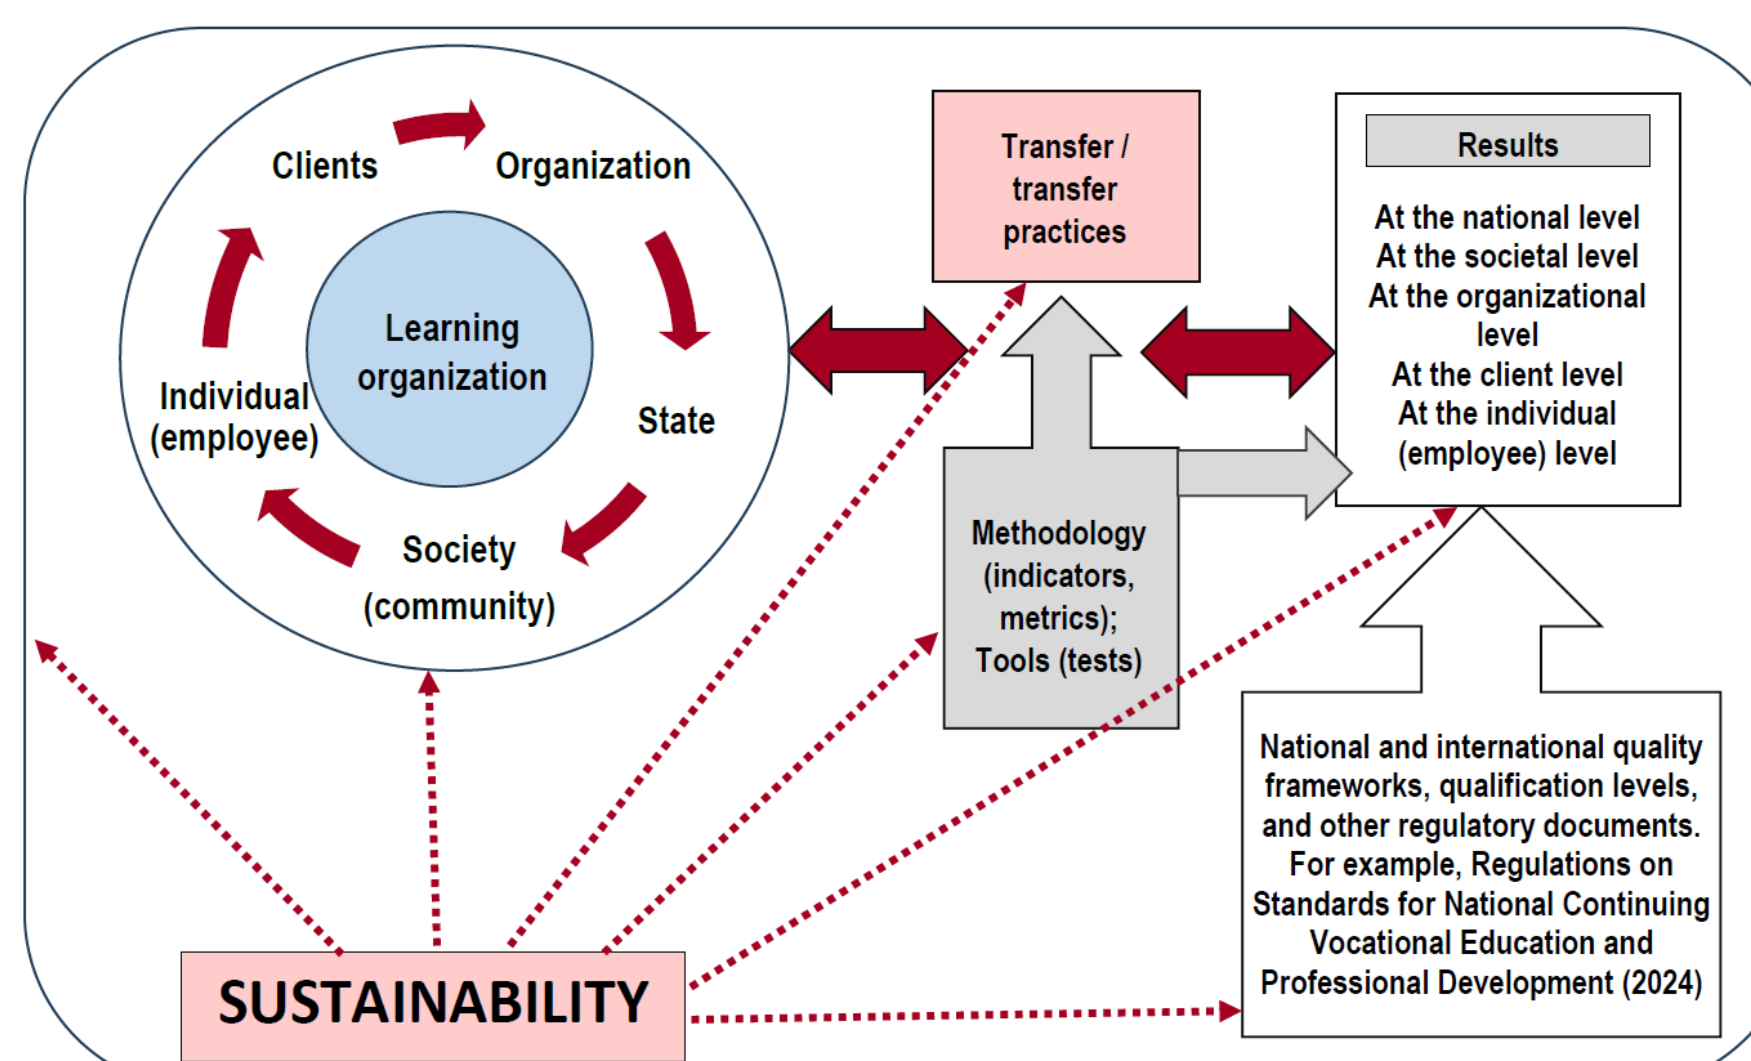 Clients
Organization
State
Society
(community)
Individual
(employee)
Learning
organization
Transfer /
transfer
practices
Methodology
(indicators,
metrics);
Tools (tests)
Results
At the national level
At the societal level
At the organizational
level
At the client level
At the individual
(employee) level
National and international quality
frameworks, qualification levels,
and other regulatory documents.
For example, Regulations on
Standards for National Continuing
Vocational Education and
Professional Development (2024)
SUSTAINABILITY